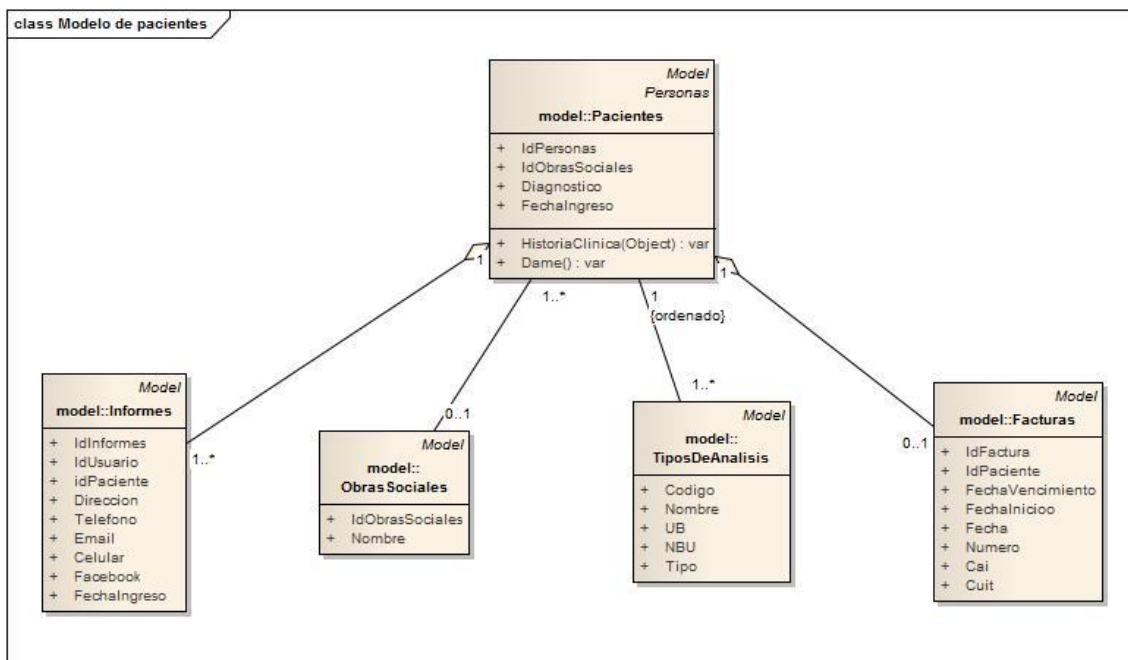 class Modelo de pacientes
Model
Personas
model::Pacientes
+ IdPersonas
+ IdObrasSociales
+ Diagnostico
+ FechaIngreso
+ HistoriaClinica(Object) : var
+ Dame() : var
1
1..*
1
{ordenado}
1
1..*
0..1
1..*
0..1
Model
model::Informes
+ IdInformes
+ IdUsuario
+ idPaciente
+ Direccion
+ Telefono
+ Email
+ Celular
+ Facebook
+ FechaIngreso
Model
model::
ObrasSociales
+ IdObrasSociales
+ Nombre
Model
model::
TiposDeAnalisis
+ Codigo
+ Nombre
+ UB
+ NBU
+ Tipo
Model
model::Facturas
+ IdFactura
+ IdPaciente
+ FechaVencimiento
+ FechaInicioo
+ Fecha
+ Numero
+ Cai
+ Cuit